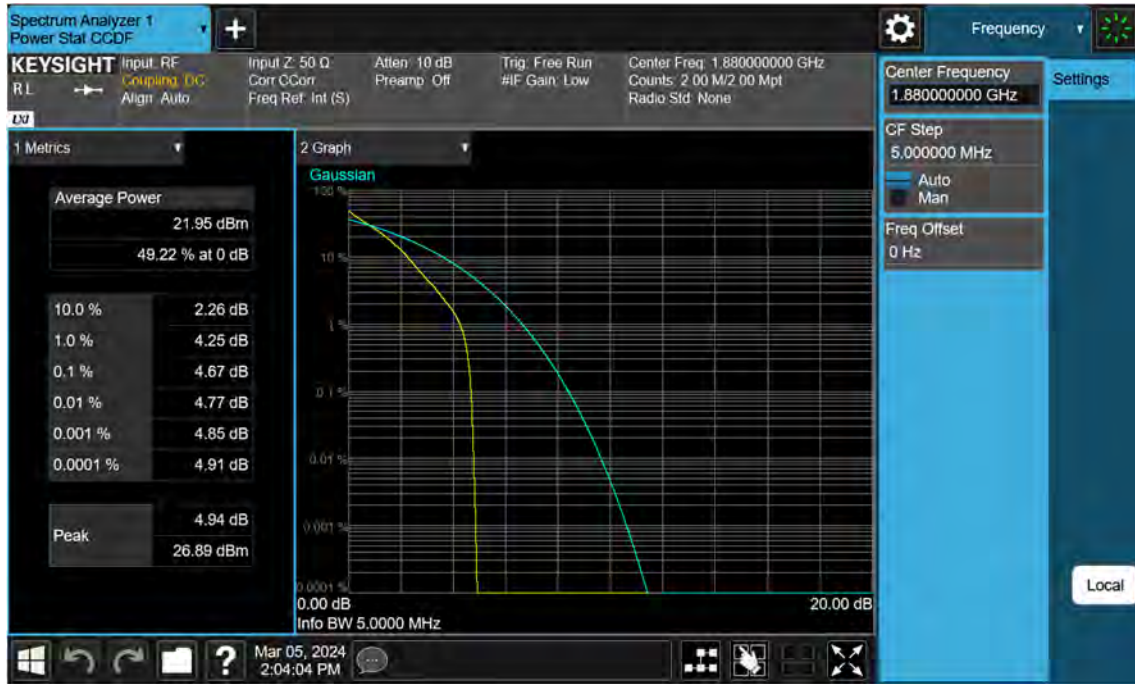 Spectrum Analyzer 1
Power Stat CCDF
+
Frequency
KEYSIGHT
RL
LXI
Input: RF
Coupling: DC
Align: Auto
Input Z: 50 Ω
Corr CCorr
Freq Ref: Int (S)
Atten: 10 dB
Preamp: Off
Trig: Free Run
#IF Gain: Low
Center Freq: 1.880000000 GHz
Counts: 2.00 M/2.00 Mpt
Radio Std: None
Center Frequency
1.880000000 GHz
Settings
CF Step
5.000000 MHz
Auto
Man
Freq Offset
0 Hz
Local
1 Metrics
Average Power
21.95 dBm
49.22 % at 0 dB
10.0 % 2.26 dB
1.0 % 4.25 dB
0.1 % 4.67 dB
0.01 % 4.77 dB
0.001 % 4.85 dB
0.0001 % 4.91 dB
Peak
4.94 dB
26.89 dBm
2 Graph
Gaussian
100 %
10 %
1 %
0.1 %
0.01 %
0.001 %
0.0001 %
0.00 dB
20.00 dB
Info BW 5.0000 MHz
?
Mar 05, 2024
2:04:04 PM